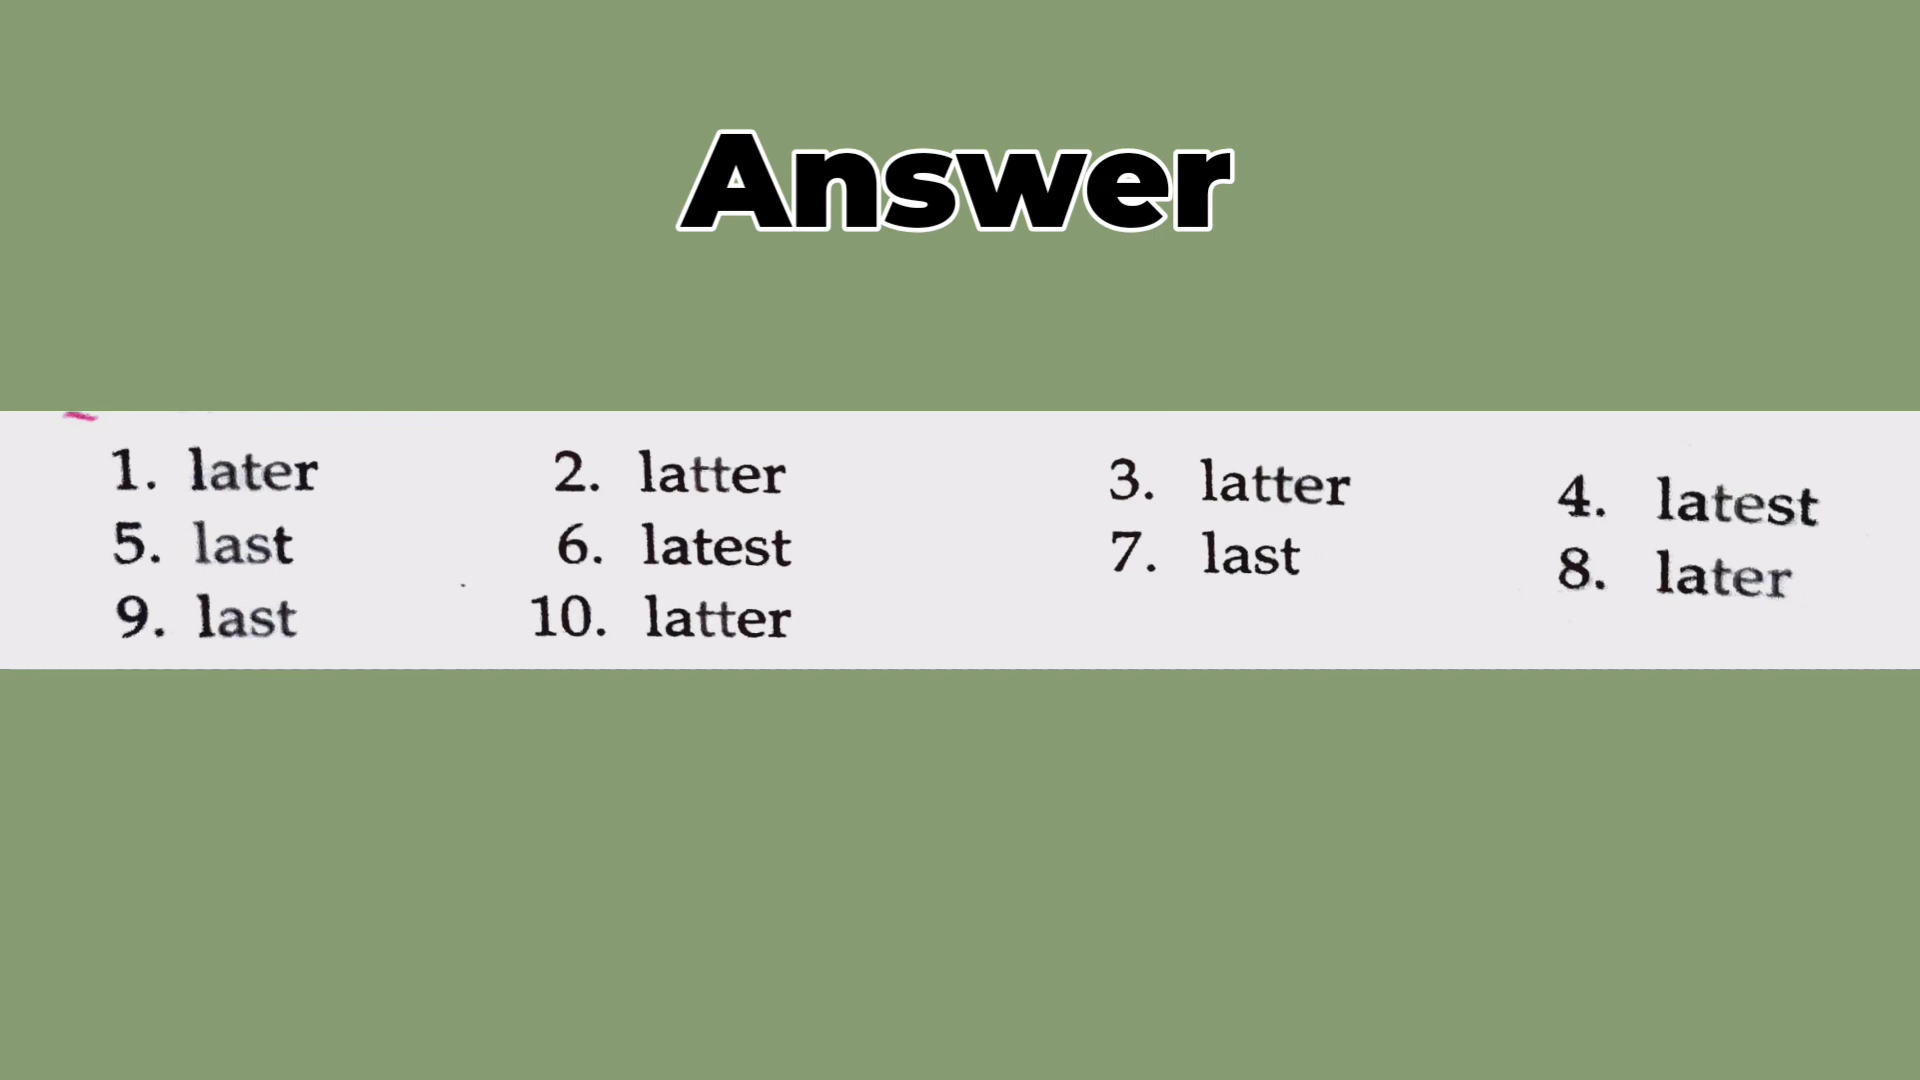 Answer
1. later 2. latter 3. latter 4. latest
5. last 6. latest 7. last 8. later
9. last 10. latter